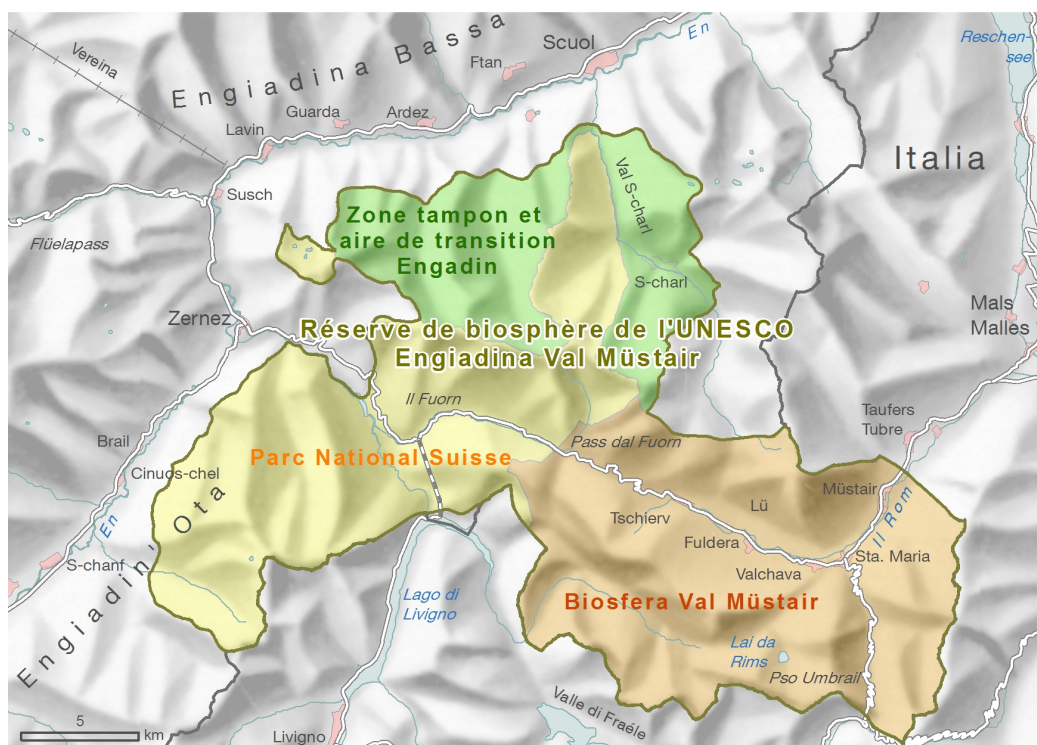 Vereina
Engiadina Bassa
Scuol
En
Reschen-
see
Ftan
Guarda
Ardez
Lavin
Italia
Susch
Val S-charl
Zone tampon et
aire de transition
Engadin
Flüelapass
S-charl
Mals
Malles
Zernez
Réserve de biosphère de l'UNESCO
Engiadina Val Müstair
Il Fuorn
Taufers
Tubre
Brail
Pass dal Fuorn
Parc National Suisse
Cinuos-chel
Müstair
Lü
Tschierv
Il Rom
En
Engiadin' Ota
Fuldera
Sta. Maria
S-chanf
Valchava
Lago di
Livigno
Biosfera Val Müstair
Lai da
Rims
Pso Umbrail
Valle di Fraéle
5
km
Livigno